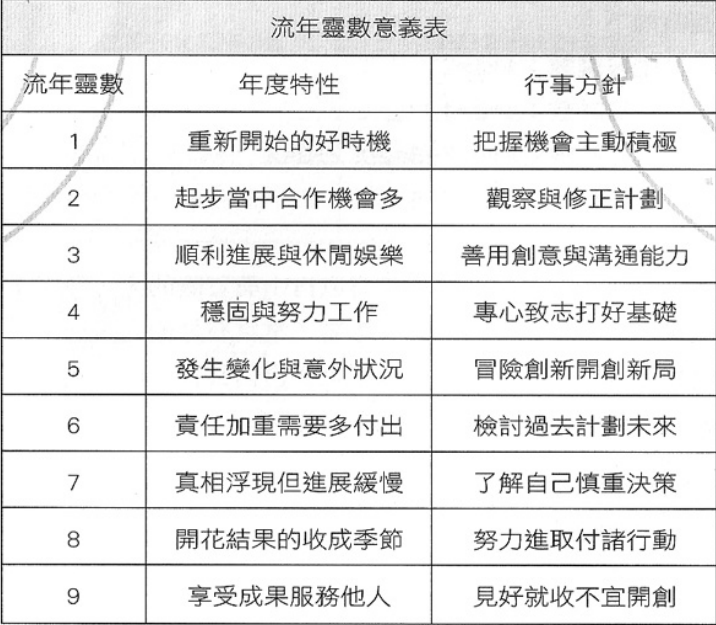 流年靈數意義表
流年靈數 年度特性 行事方針
1 重新開始的好時機 把握機會主動積極
2 起步當中合作機會多 觀察與修正計劃
3 順利進展與休閒娛樂 善用創意與溝通能力
4 穩固與努力工作 專心致志打好基礎
5 發生變化與意外狀況 冒險創新開創新局
6 責任加重需要多付出 檢討過去計劃未來
7 真相浮現但進展緩慢 了解自己慎重決策
8 開花結果的收成季節 努力進取付諸行動
9 享受成果服務他人 見好就收不宜開創